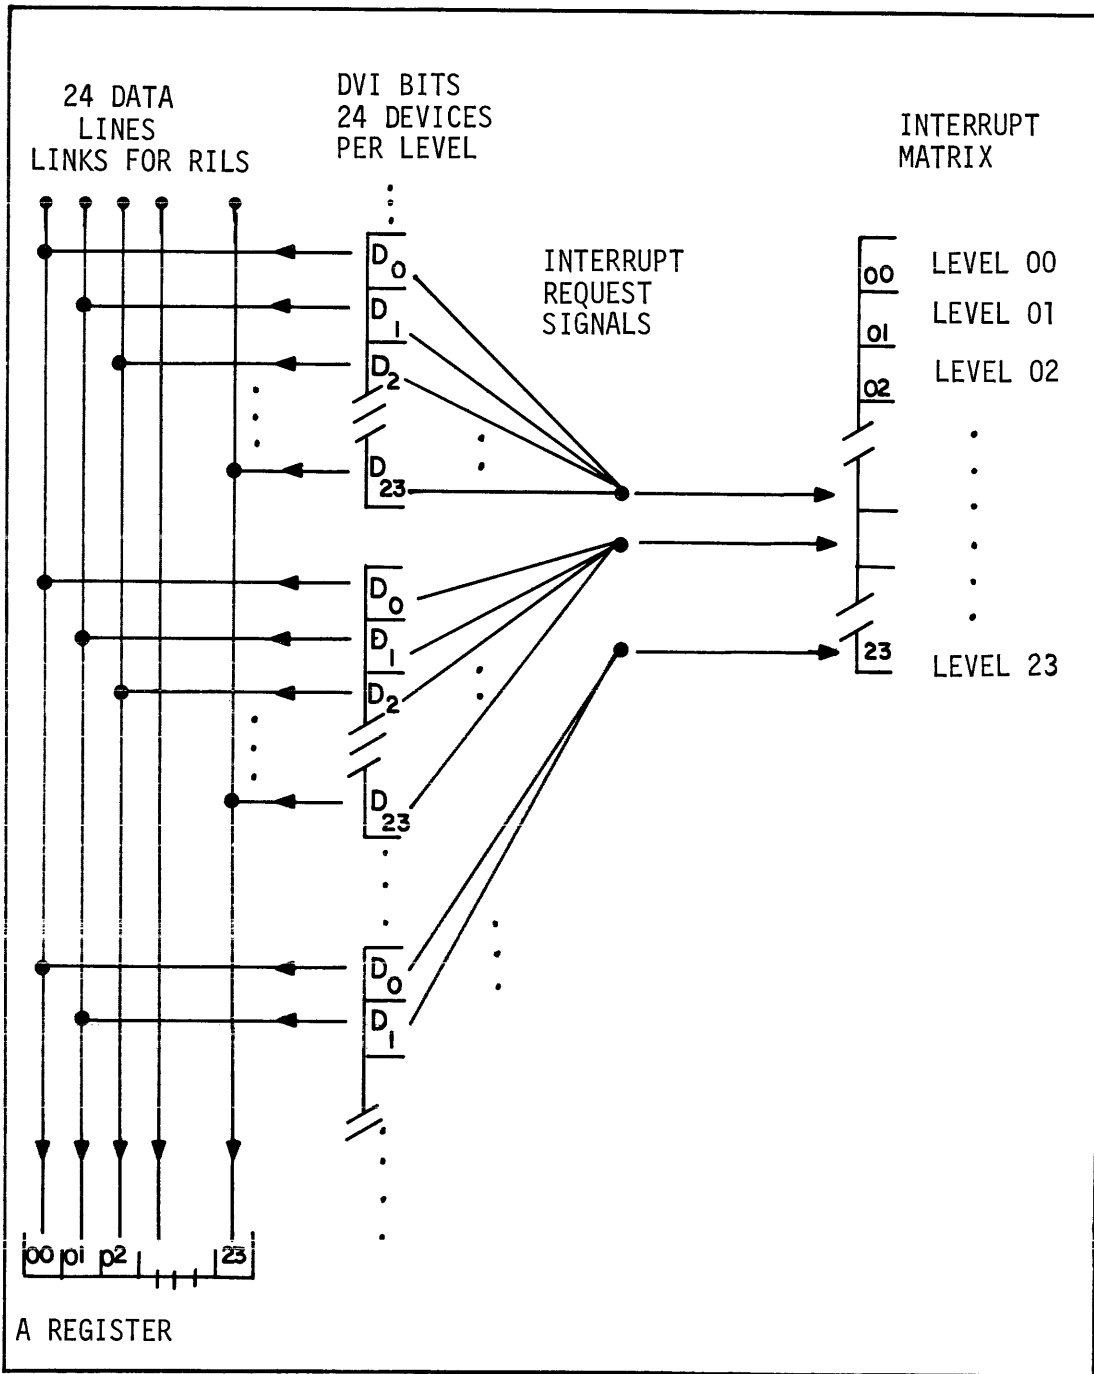 24 DATA
LINES
LINKS FOR RILS
DVI BITS
24 DEVICES
PER LEVEL
INTERRUPT
MATRIX
INTERRUPT
REQUEST
SIGNALS
D0
D1
D2
D23
D0
D1
D2
D23
D0
D1
00 LEVEL 00
01 LEVEL 01
02 LEVEL 02
23 LEVEL 23
00 01 02 23
A REGISTER